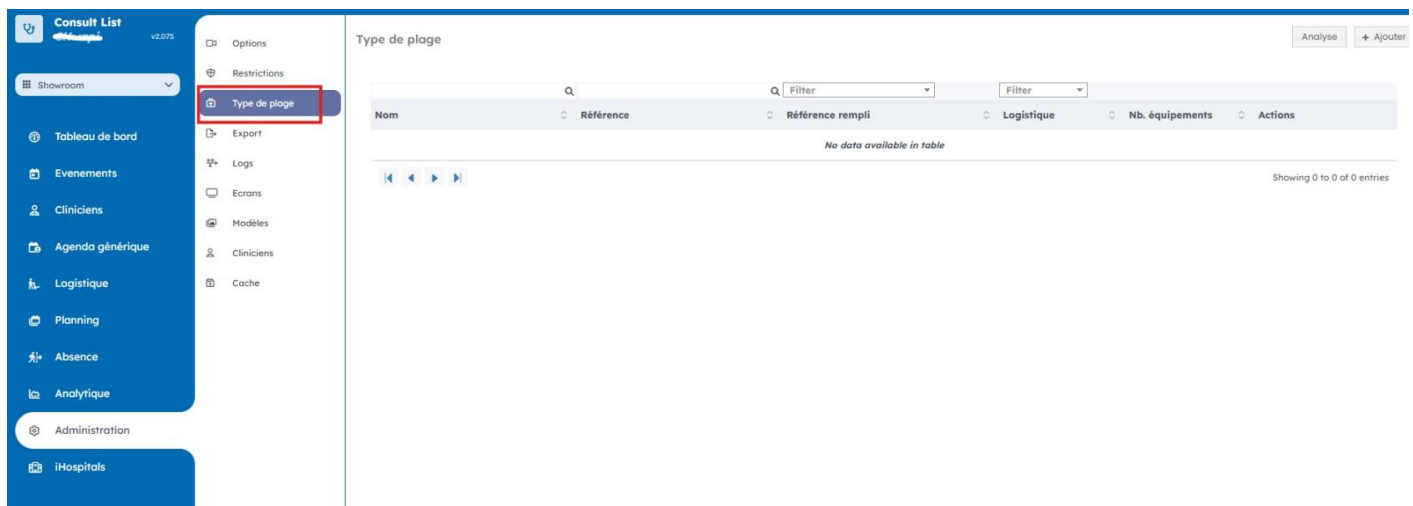 Consult List
v2.075
Showroom
Tableau de bord
Evenements
Cliniciens
Agenda générique
Logistique
Planning
Absence
Analytique
Administration
iHospitals
Options
Restrictions
Type de plage
Export
Logs
Ecrans
Modèles
Cliniciens
Cache
Type de plage
Analyse + Ajouter
Filter Filter
Nom Référence Référence rempli Logistique Nb. équipements Actions
No data available in table
Showing 0 to 0 of 0 entries